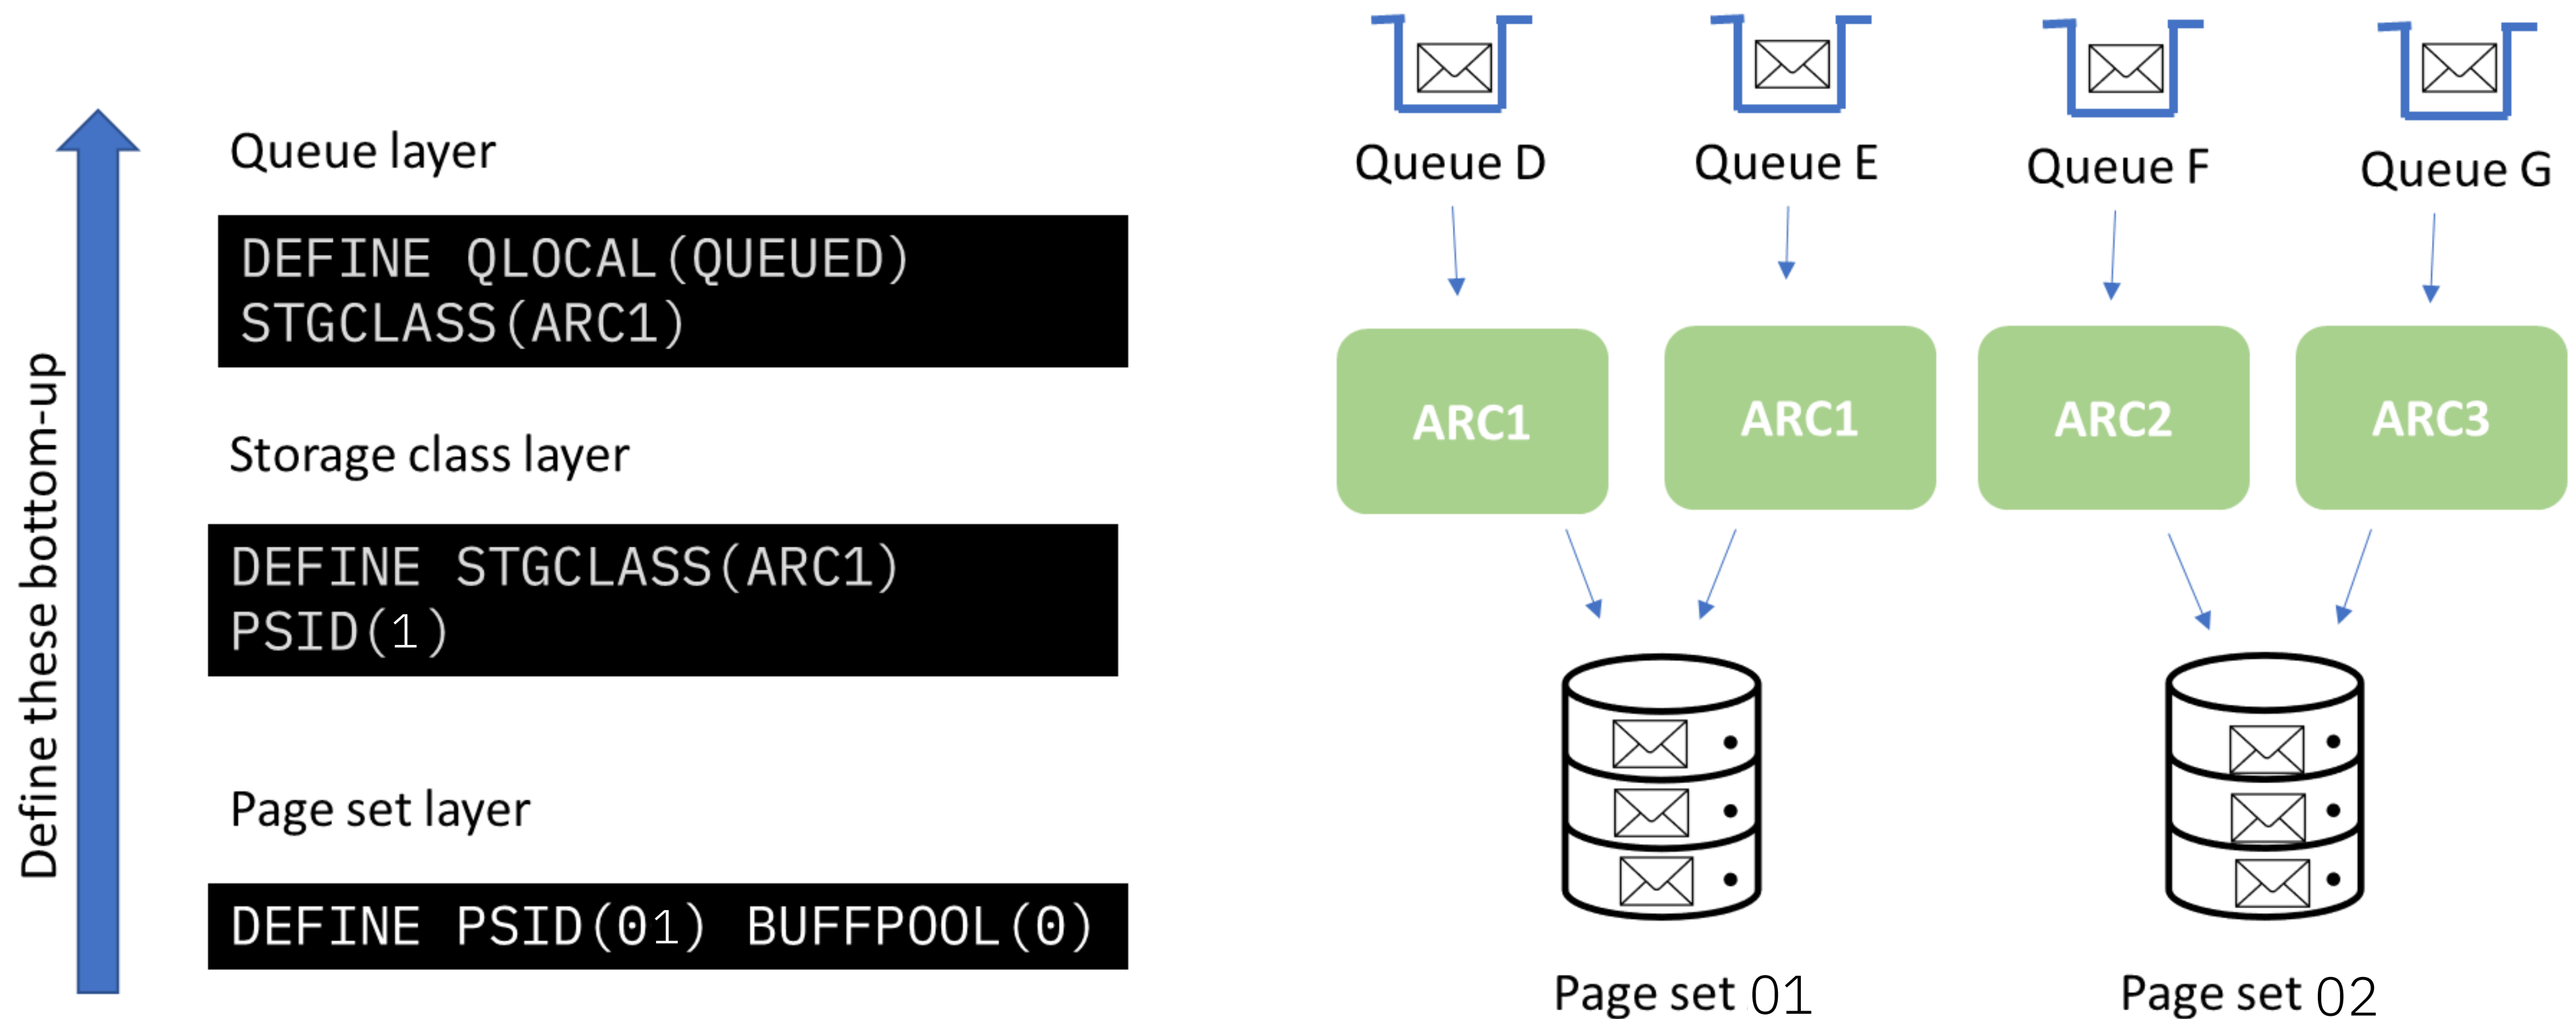 Define these bottom-up
Queue layer
DEFINE QLOCAL(QUEUED)
STGCLASS(ARC1)
Storage class layer
DEFINE STGCLASS(ARC1)
PSID(1)
Page set layer
DEFINE PSID(01) BUFFPOOL(0)
Queue D
Queue E
Queue F
Queue G
ARC1
ARC1
ARC2
ARC3
Page set 01
Page set 02